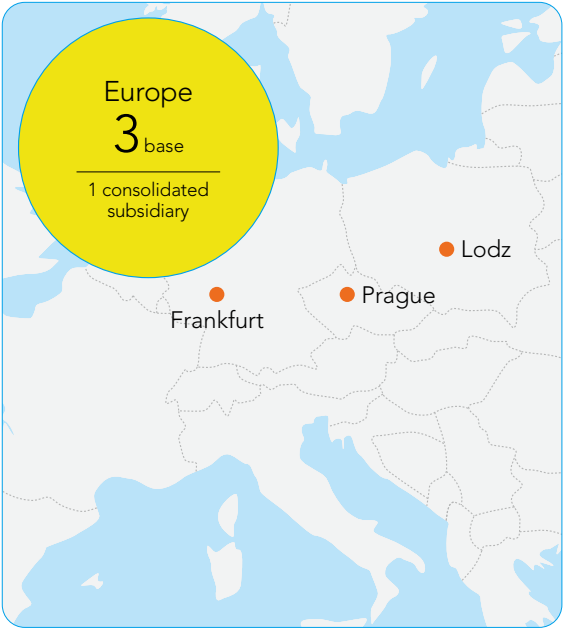 Europe
3 base
1 consolidated
subsidiary
Lodz
Prague
Frankfurt